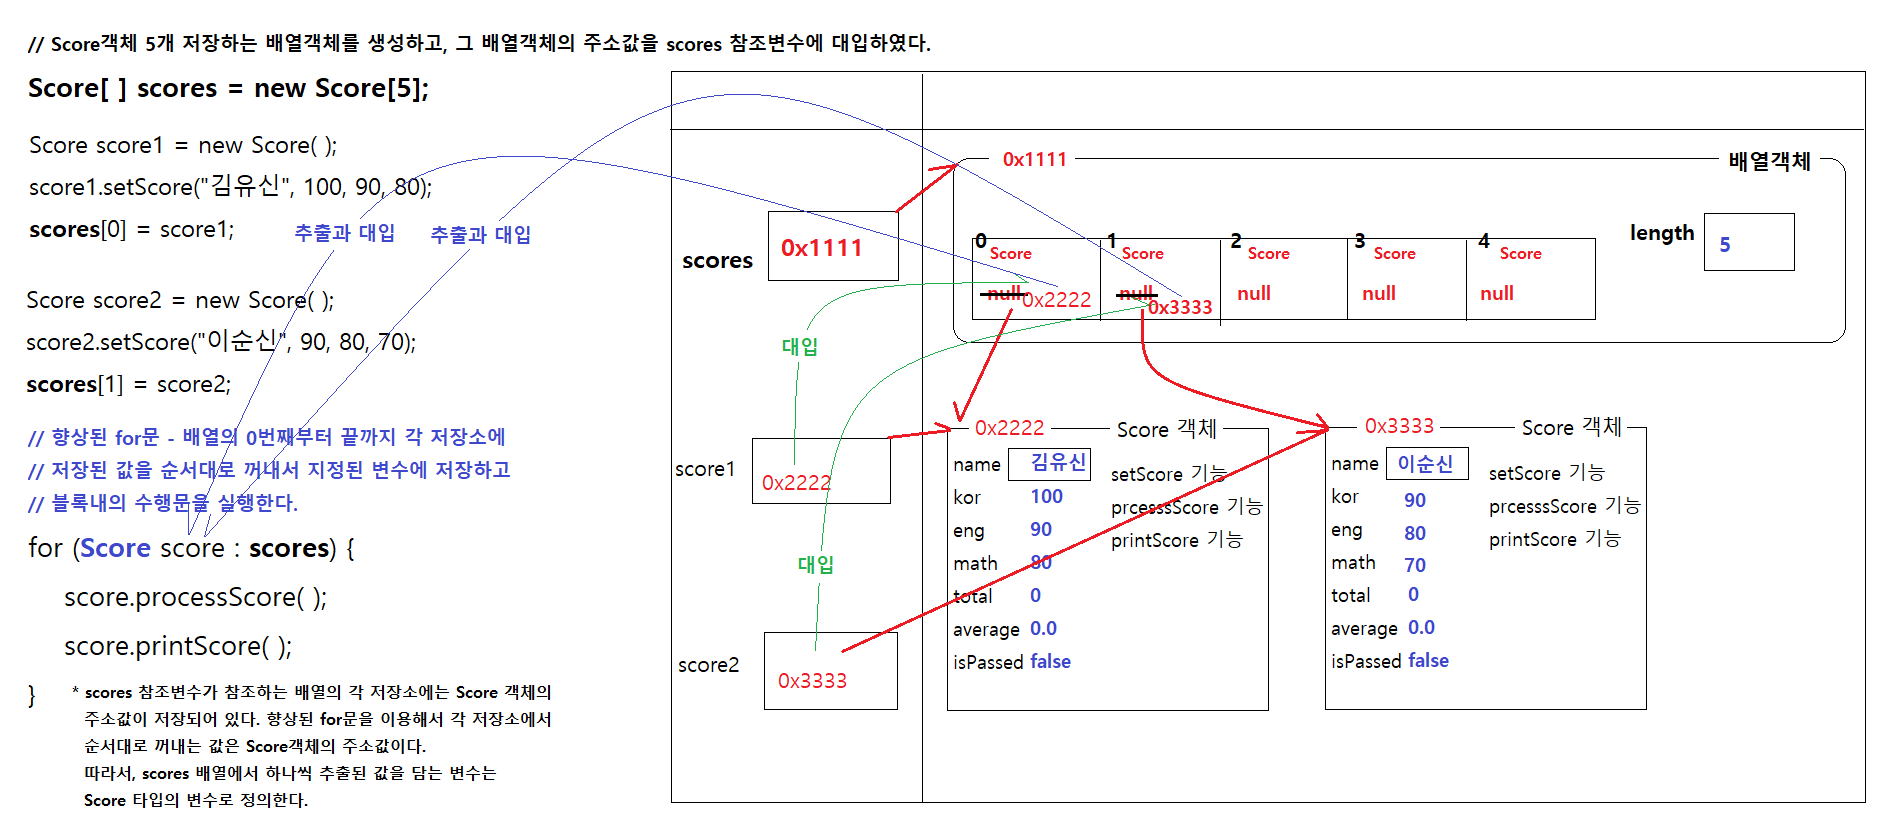 // Score객체 5개 저장하는 배열객체를 생성하고, 그 배열객체의 주소값을 scores 참조변수에 대입하였다.
Score[ ] scores = new Score[5];
Score score1 = new Score( );
score1.setScore("김유신", 100, 90, 80);
scores[0] = score1;
추출과 대입
추출과 대입
Score score2 = new Score( );
score2.setScore("이순신", 90, 80, 70);
scores[1] = score2;
// 향상된 for문 - 배열의 0번째부터 끝까지 각 저장소에
// 저장된 값을 순서대로 꺼내서 지정된 변수에 저장하고
// 블록내의 수행문을 실행한다.
for (Score score : scores) {
score.processScore( );
score.printScore( );
}
* scores 참조변수가 참조하는 배열의 각 저장소에는 Score 객체의
주소값이 저장되어 있다. 향상된 for문을 이용해서 각 저장소에서
순서대로 꺼내는 값은 Score객체의 주소값이다.
따라서, scores 배열에서 하나씩 추출된 값을 담는 변수는
Score 타입의 변수로 정의한다.
scores
0x1111
0x1111
배열객체
0
1
2
3
4
Score
Score
Score
Score
Score
null
0x2222
null
0x3333
null
null
null
length
5
대입
score1
0x2222
대입
score2
0x3333
0x2222
Score 객체
name 김유신
kor 100
eng 90
math 80
total 0
average 0.0
isPassed false
setScore 기능
prcesssScore 기능
printScore 기능
0x3333
Score 객체
name 이순신
kor 90
eng 80
math 70
total 0
average 0.0
isPassed false
setScore 기능
prcesssScore 기능
printScore 기능